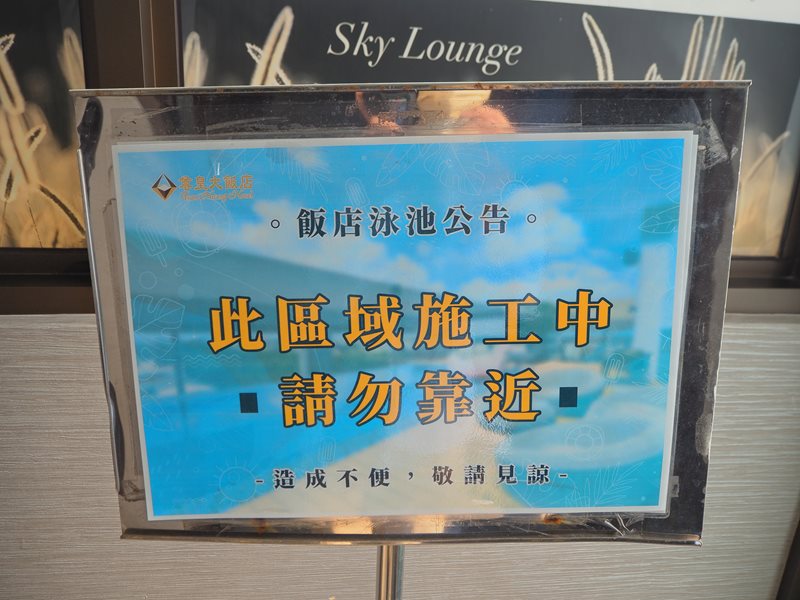 Sky Lounge
飯店泳池公告
此區域施工中
請勿靠近
-造成不便，敬請見諒-